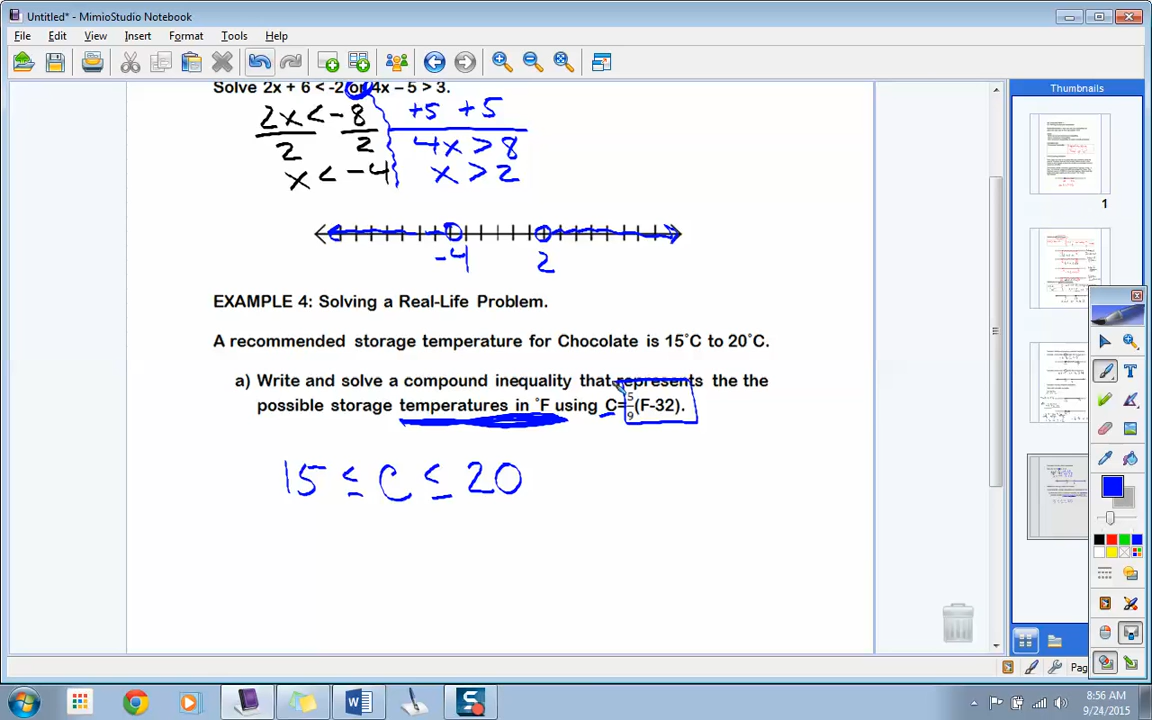 Untitled* - MimioStudio Notebook
File Edit View Insert Format Tools Help
Solve 2x + 6 < -2 or 4x – 5 > 3.
2x < -8 +5 +5
2 2 4x > 8
x < -4 x > 2
-4 2
EXAMPLE 4: Solving a Real-Life Problem.
A recommended storage temperature for Chocolate is 15˚C to 20˚C.
a) Write and solve a compound inequality that represents the the
possible storage temperatures in ˚F using C=5/9(F-32).
15 ≤ C ≤ 20
Thumbnails
1
T
Pag
8:56 AM
9/24/2015